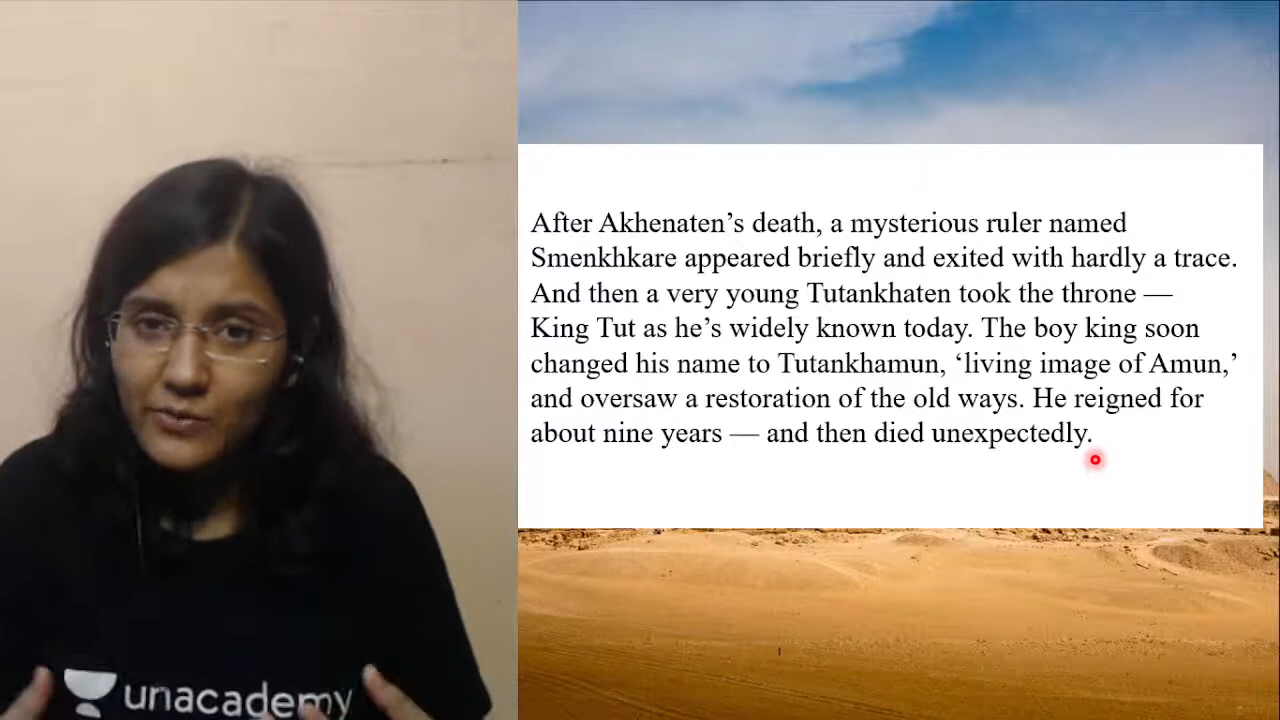 After Akhenaten’s death, a mysterious ruler named
Smenkhkare appeared briefly and exited with hardly a trace.
And then a very young Tutankhaten took the throne —
King Tut as he’s widely known today. The boy king soon
changed his name to Tutankhamun, ‘living image of Amun,’
and oversaw a restoration of the old ways. He reigned for
about nine years — and then died unexpectedly.
unacademy